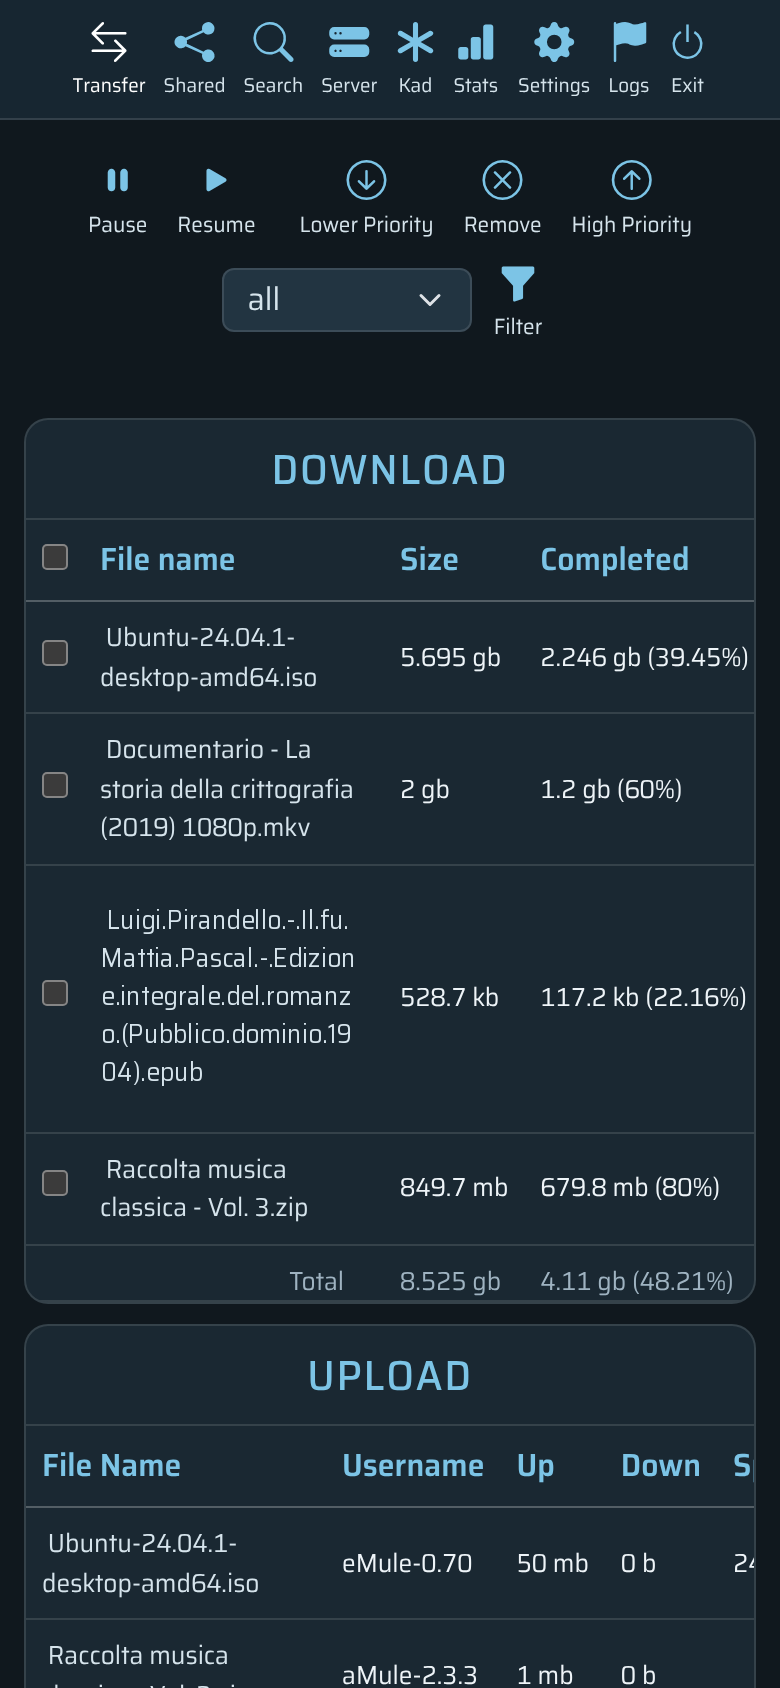 Transfer Shared Search Server Kad Stats Settings Logs Exit
Pause Resume Lower Priority Remove High Priority
all
Filter
DOWNLOAD
File name Size Completed
Ubuntu-24.04.1-
desktop-amd64.iso
5.695 gb 2.246 gb (39.45%)
Documentario - La
storia della crittografia
(2019) 1080p.mkv
2 gb 1.2 gb (60%)
Luigi.Pirandello.-.Il.fu.
Mattia.Pascal.-.Edizion
e.integrale.del.romanz
o.(Pubblico.dominio.19
04).epub
528.7 kb 117.2 kb (22.16%)
Raccolta musica
classica - Vol. 3.zip
849.7 mb 679.8 mb (80%)
Total 8.525 gb 4.11 gb (48.21%)
UPLOAD
File Name Username Up Down
Ubuntu-24.04.1-
desktop-amd64.iso
eMule-0.70 50 mb 0 b
Raccolta musica
aMule-2.3.3 1 mb 0 b